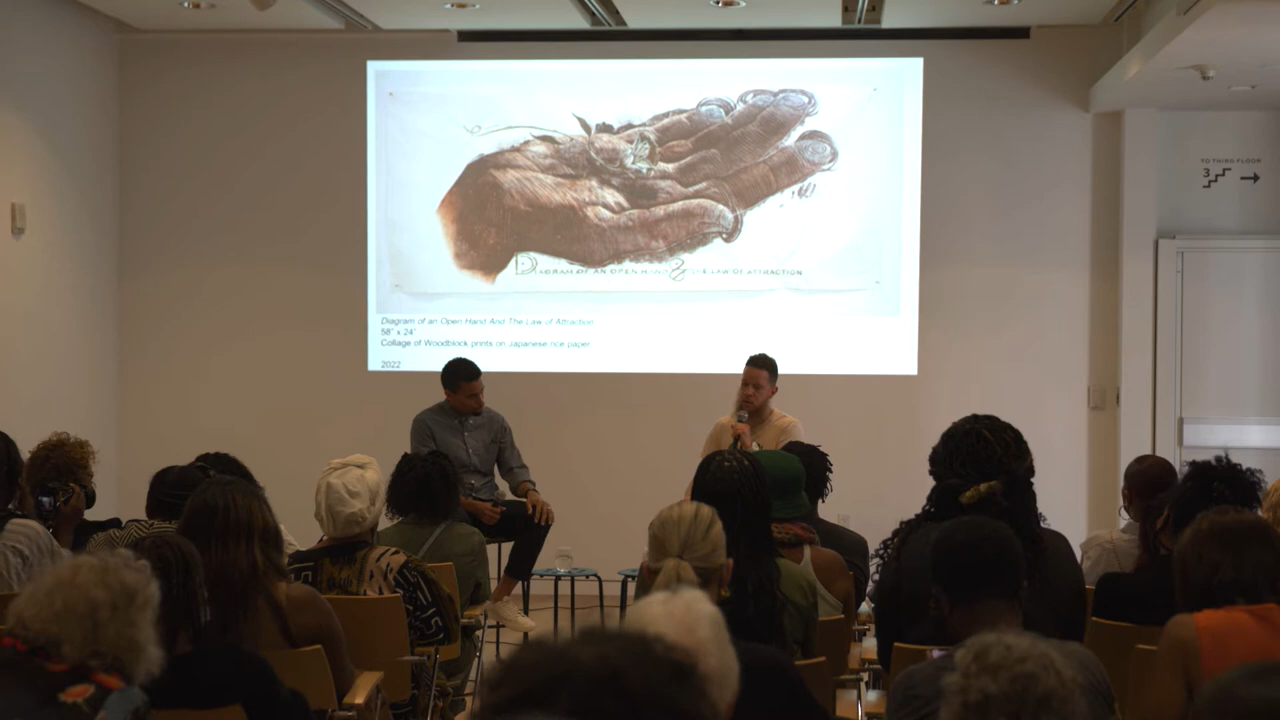 DIAGRAM OF AN OPEN HAND & THE LAW OF ATTRACTION
Diagram of an Open Hand And The Law of Attraction
58" x 24"
Collage of Woodblock prints on Japanese rice paper
2022
TO THIRD FLOOR
3